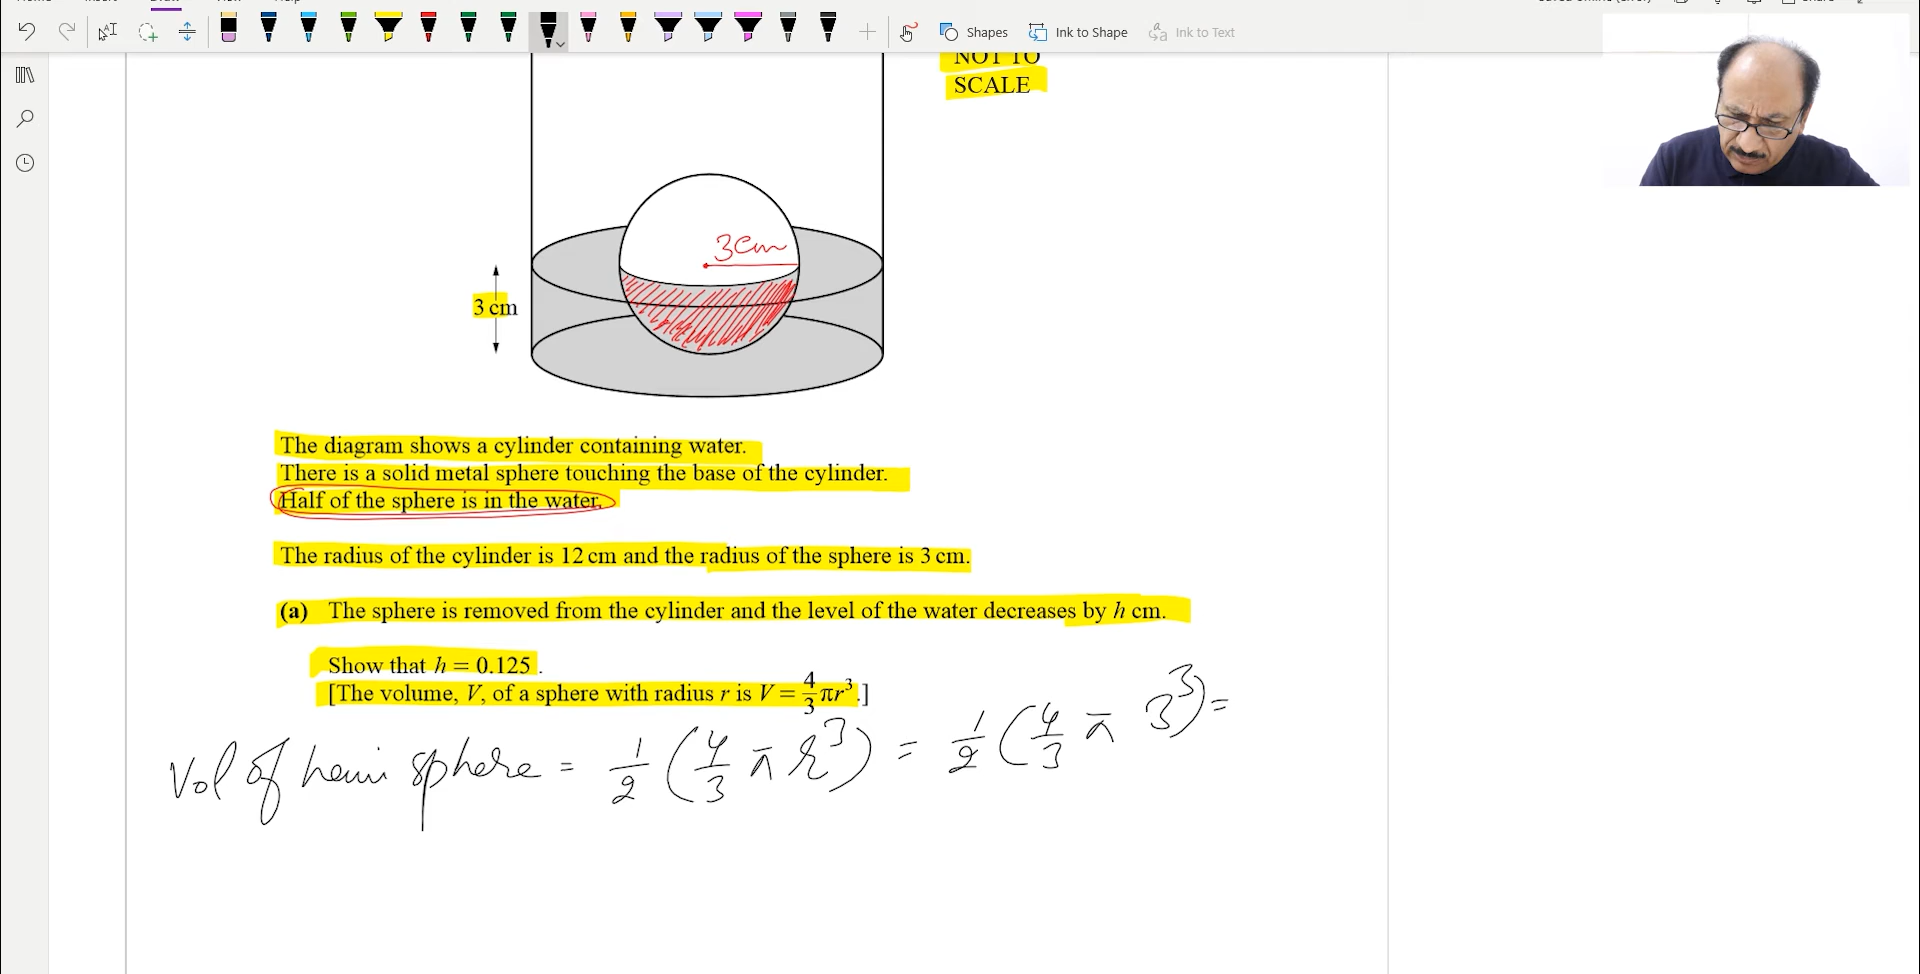 Shapes Ink to Shape Ink to Text
NOT TO
SCALE
3cm
3 cm
The diagram shows a cylinder containing water.
There is a solid metal sphere touching the base of the cylinder.
Half of the sphere is in the water.
The radius of the cylinder is 12 cm and the radius of the sphere is 3 cm.
(a) The sphere is removed from the cylinder and the level of the water decreases by h cm.
Show that h = 0.125 .
[The volume, V, of a sphere with radius r is V = 4/3 πr³.]
Vol of hemi sphere = 1/2 (4/3 π r³) = 1/2 (4/3 π 3³) =